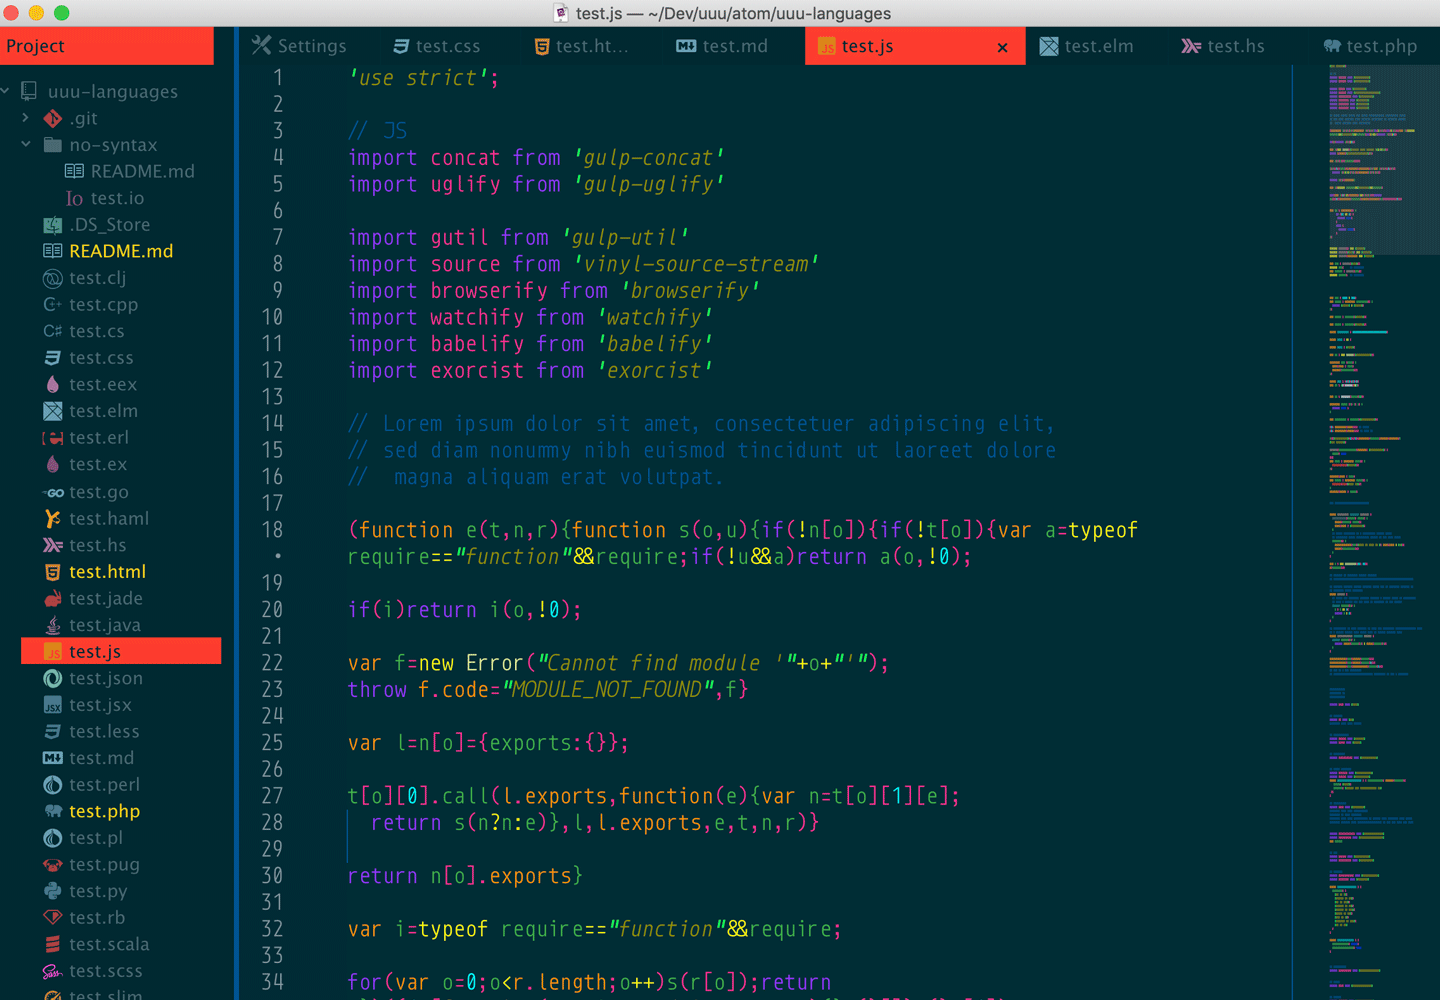 test.js — ~/Dev/uuu/atom/uuu-languages
Project
Settings
test.css
test.ht...
test.md
test.js
test.elm
test.hs
test.php
uuu-languages
.git
no-syntax
README.md
test.io
.DS_Store
README.md
test.clj
test.cpp
test.cs
test.css
test.eex
test.elm
test.erl
test.ex
test.go
test.haml
test.hs
test.html
test.jade
test.java
test.js
test.json
test.jsx
test.less
test.md
test.perl
test.php
test.pl
test.pug
test.py
test.rb
test.scala
test.scss
test.slim
1 'use strict';
2
3 // JS
4 import concat from 'gulp-concat'
5 import uglify from 'gulp-uglify'
6
7 import gutil from 'gulp-util'
8 import source from 'vinyl-source-stream'
9 import browserify from 'browserify'
10 import watchify from 'watchify'
11 import babelify from 'babelify'
12 import exorcist from 'exorcist'
13
14 // Lorem ipsum dolor sit amet, consectetuer adipiscing elit,
15 // sed diam nonummy nibh euismod tincidunt ut laoreet dolore
16 //  magna aliquam erat volutpat.
17
18 (function e(t,n,r){function s(o,u){if(!n[o]){if(!t[o]){var a=typeof
• require=="function"&&require;if(!u&&a)return a(o,!0);
19
20 if(i)return i(o,!0);
21
22 var f=new Error("Cannot find module '"+o+"'");
23 throw f.code="MODULE_NOT_FOUND",f}
24
25 var l=n[o]={exports:{}};
26
27 t[o][0].call(l.exports,function(e){var n=t[o][1][e];
28   return s(n?n:e)},l,l.exports,e,t,n,r)}
29
30 return n[o].exports}
31
32 var i=typeof require=="function"&&require;
33
34 for(var o=0;o<r.length;o++)s(r[o]);return